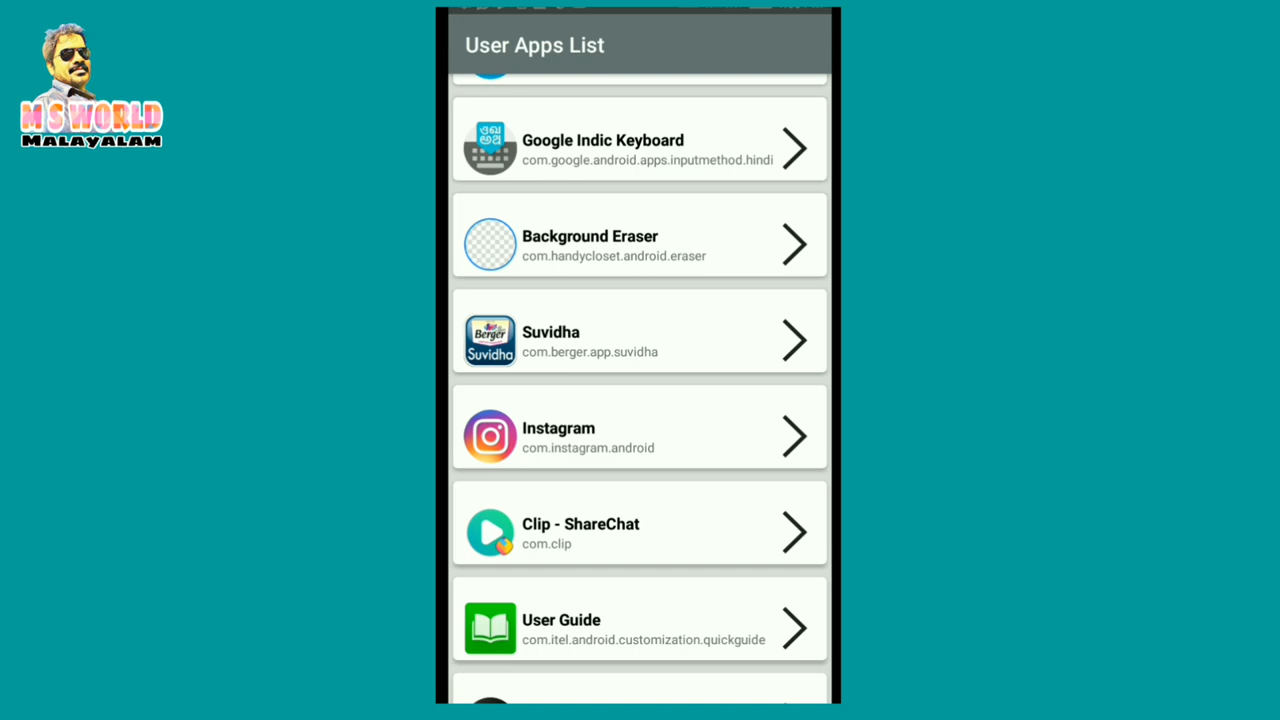 M S WORLD
MALAYALAM
User Apps List
Google Indic Keyboard
com.google.android.apps.inputmethod.hindi
Background Eraser
com.handycloset.android.eraser
Berger
Suvidha
Suvidha
com.berger.app.suvidha
Instagram
com.instagram.android
Clip - ShareChat
com.clip
User Guide
com.itel.android.customization.quickguide